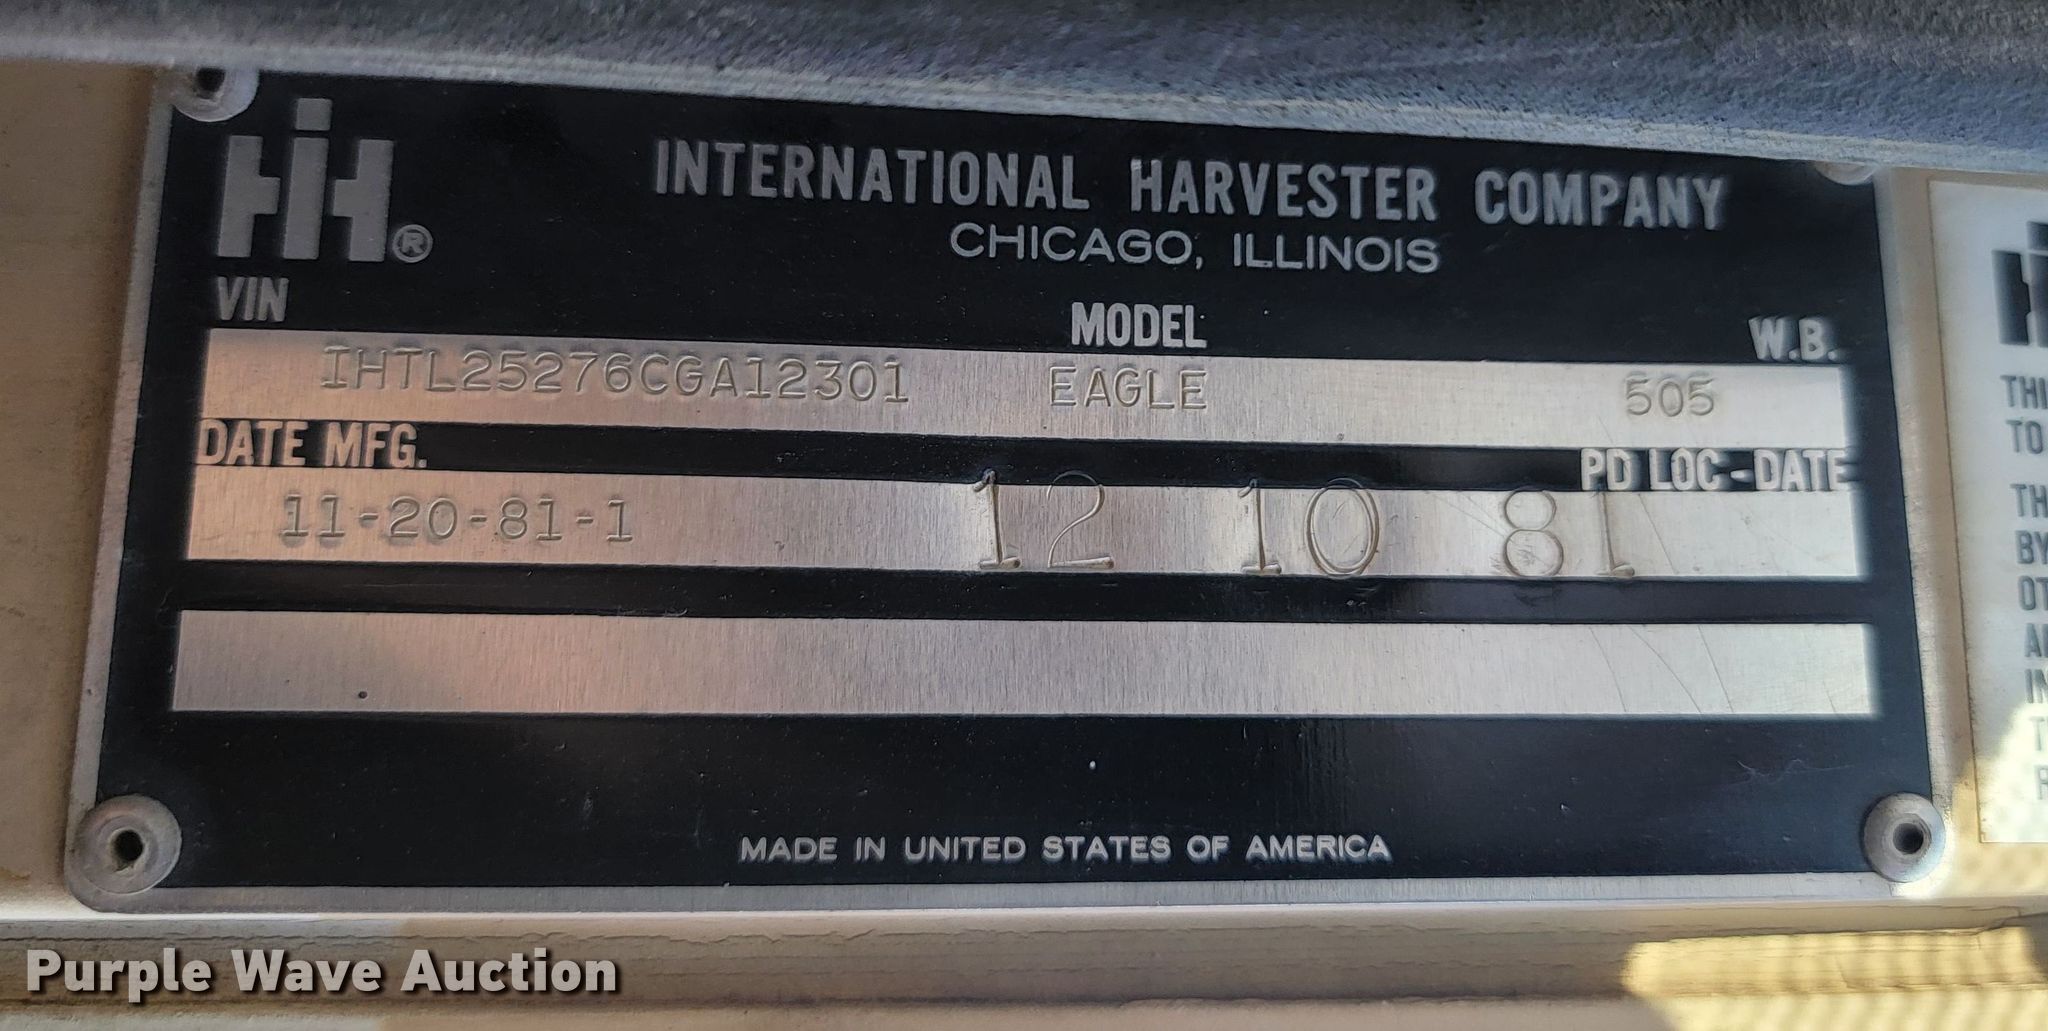 IH®
INTERNATIONAL HARVESTER COMPANY
CHICAGO, ILLINOIS
VIN MODEL W.B.
IHTL25276CGA12301 EAGLE 505
DATE MFG. PD LOC-DATE
11-20-81-1 12 10 81
MADE IN UNITED STATES OF AMERICA
TO
Purple Wave Auction